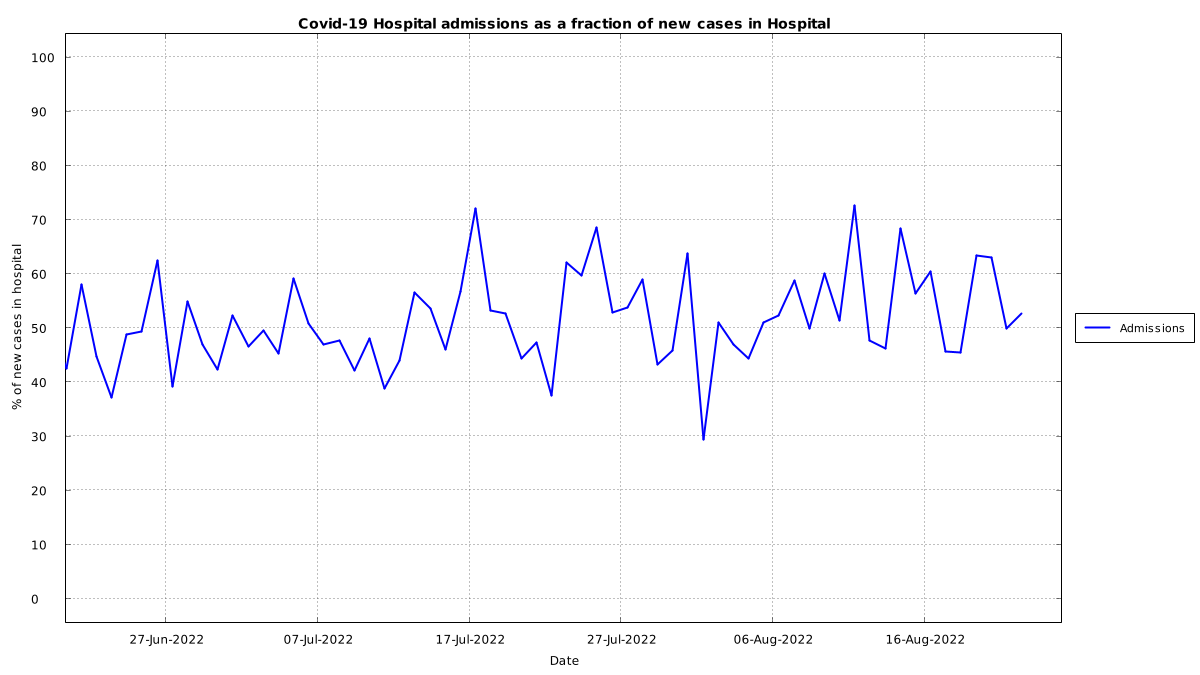 Covid-19 Hospital admissions as a fraction of new cases in Hospital
100
90
80
70
60
50
40
30
20
10
0
% of new cases in hospital
27-Jun-2022
07-Jul-2022
17-Jul-2022
27-Jul-2022
06-Aug-2022
16-Aug-2022
Date
Admissions